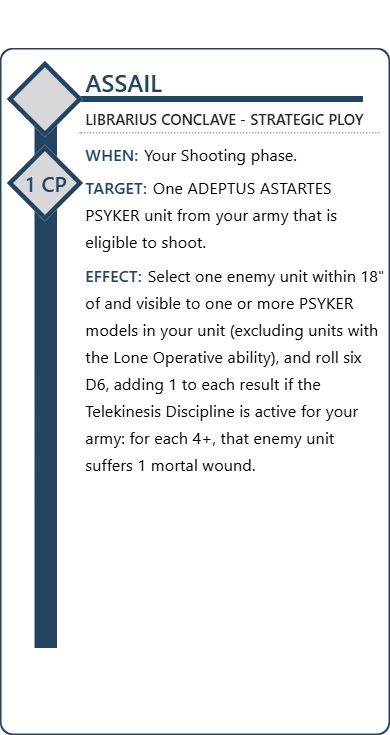 ASSAIL
LIBRARIUS CONCLAVE - STRATEGIC PLOY
WHEN: Your Shooting phase.
1 CP
TARGET: One ADEPTUS ASTARTES
PSYKER unit from your army that is
eligible to shoot.
EFFECT: Select one enemy unit within 18"
of and visible to one or more PSYKER
models in your unit (excluding units with
the Lone Operative ability), and roll six
D6, adding 1 to each result if the
Telekinesis Discipline is active for your
army: for each 4+, that enemy unit
suffers 1 mortal wound.